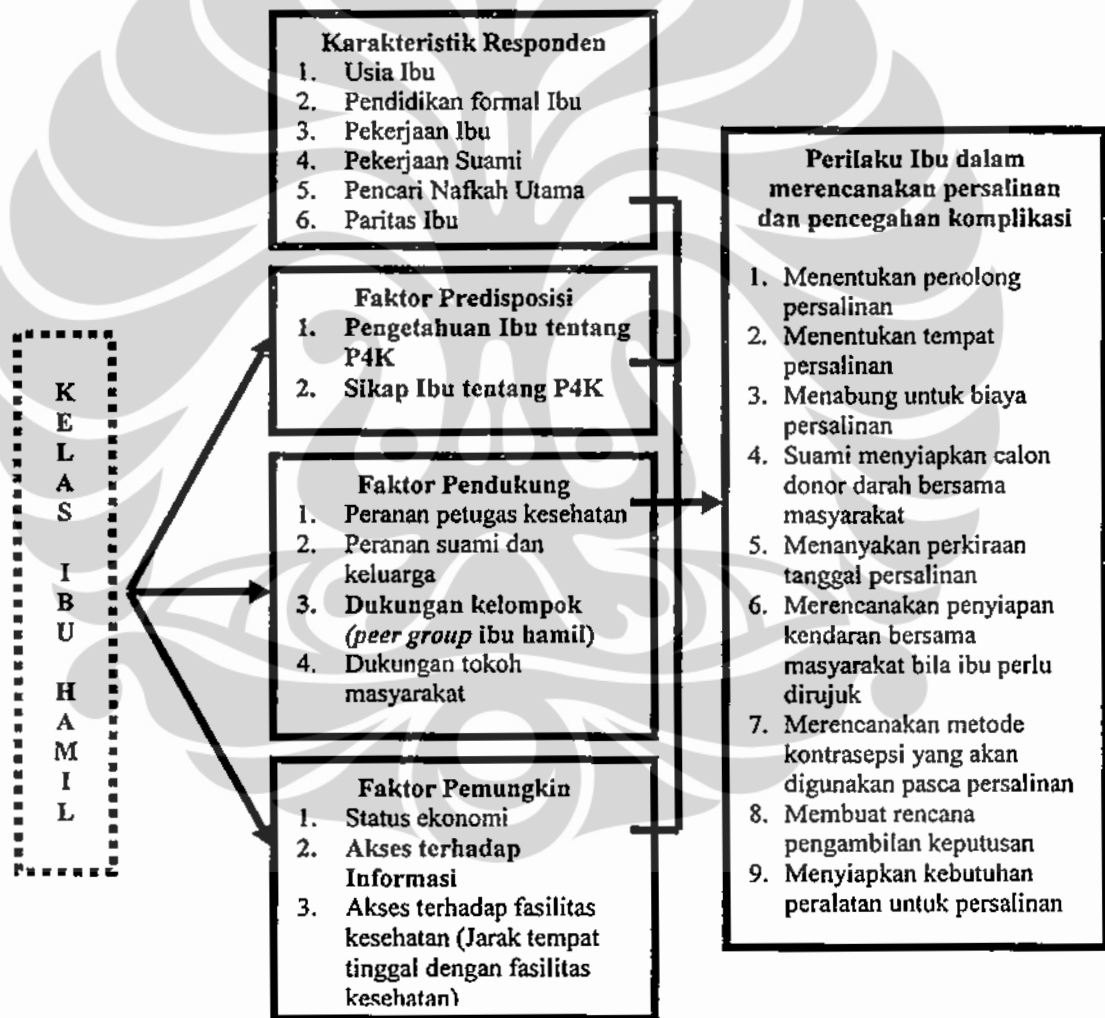 KELAS IBU HAMIL
Karakteristik Responden
1. Usia Ibu
2. Pendidikan formal Ibu
3. Pekerjaan Ibu
4. Pekerjaan Suami
5. Pencari Nafkah Utama
6. Paritas Ibu
Faktor Predisposisi
1. Pengetahuan Ibu tentang
P4K
2. Sikap Ibu tentang P4K
Faktor Pendukung
1. Peranan petugas kesehatan
2. Peranan suami dan
keluarga
3. Dukungan kelompok
(peer group ibu hamil)
4. Dukungan tokoh
masyarakat
Faktor Pemungkin
1. Status ekonomi
2. Akses terhadap
Informasi
3. Akses terhadap fasilitas
kesehatan (Jarak tempat
tinggal dengan fasilitas
kesehatan)
Perilaku Ibu dalam
merencanakan persalinan
dan pencegahan komplikasi
1. Menentukan penolong
persalinan
2. Menentukan tempat
persalinan
3. Menabung untuk biaya
persalinan
4. Suami menyiapkan calon
donor darah bersama
masyarakat
5. Menanyakan perkiraan
tanggal persalinan
6. Merencanakan penyiapan
kendaran bersama
masyarakat bila ibu perlu
dirujuk
7. Merencanakan metode
kontrasepsi yang akan
digunakan pasca persalinan
8. Membuat rencana
pengambilan keputusan
9. Menyiapkan kebutuhan
peralatan untuk persalinan